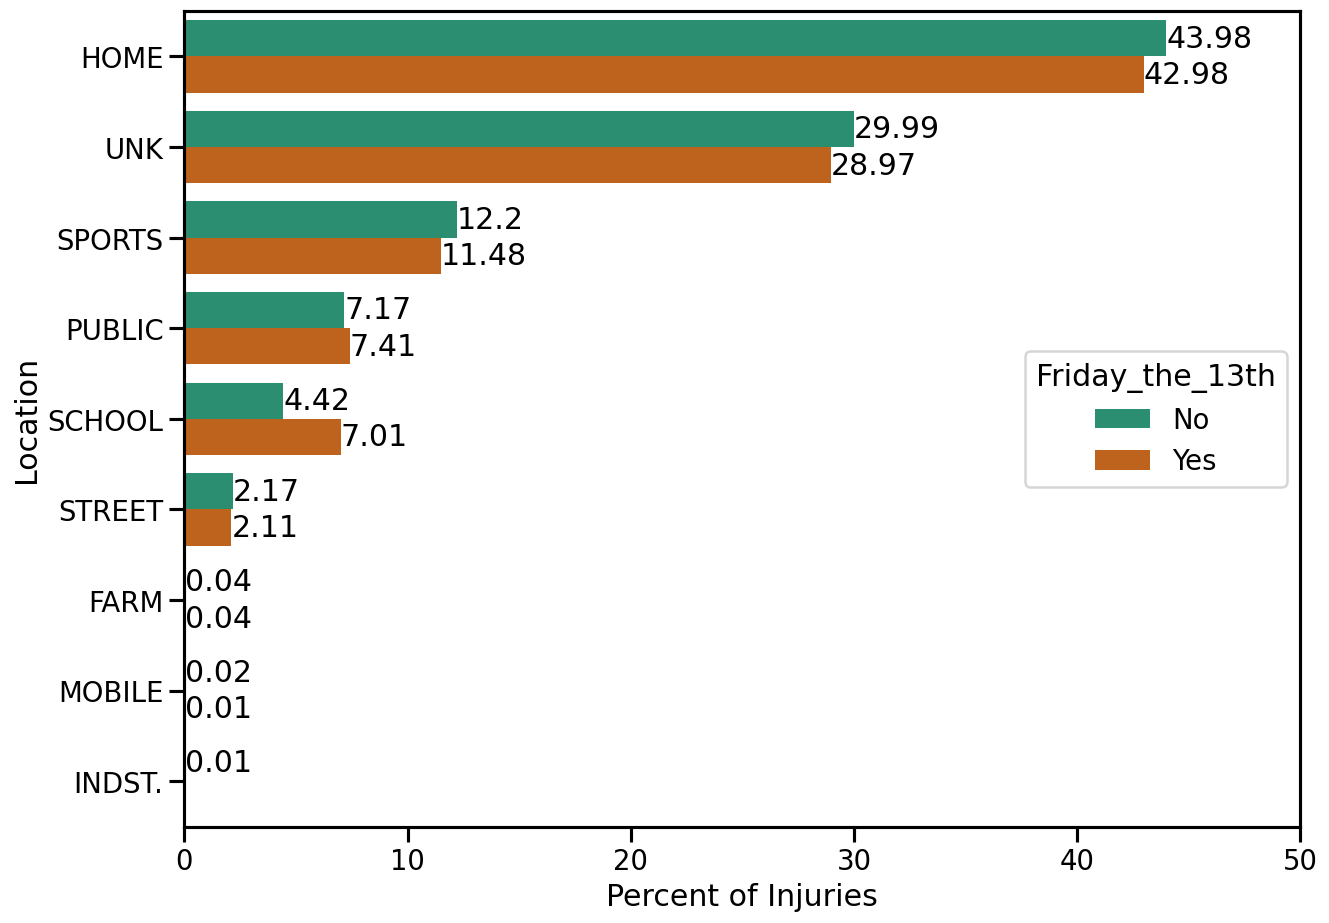 HOME
43.98
42.98
UNK
29.99
28.97
SPORTS
12.2
11.48
PUBLIC
7.17
7.41
SCHOOL
4.42
7.01
STREET
2.17
2.11
FARM
0.04
0.04
MOBILE
0.02
0.01
INDST.
0.01
Location
Friday_the_13th
No
Yes
0 10 20 30 40 50
Percent of Injuries